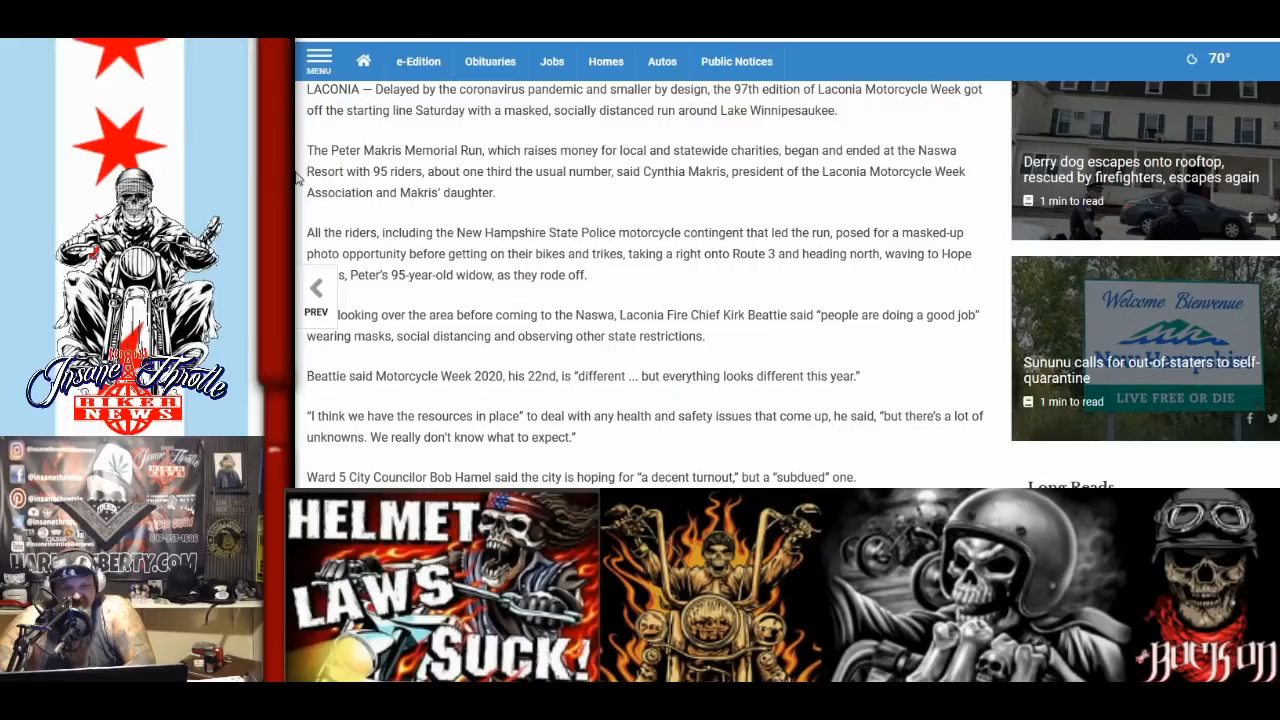 MENU
e-Edition
Obituaries
Jobs
Homes
Autos
Public Notices
70°
LACONIA — Delayed by the coronavirus pandemic and smaller by design, the 97th edition of Laconia Motorcycle Week got
off the starting line Saturday with a masked, socially distanced run around Lake Winnipesaukee.
The Peter Makris Memorial Run, which raises money for local and statewide charities, began and ended at the Naswa
Resort with 95 riders, about one third the usual number, said Cynthia Makris, president of the Laconia Motorcycle Week
Association and Makris’ daughter.
All the riders, including the New Hampshire State Police motorcycle contingent that led the run, posed for a masked-up
photo opportunity before getting on their bikes and trikes, taking a right onto Route 3 and heading north, waving to Hope
s, Peter’s 95-year-old widow, as they rode off.
PREV
looking over the area before coming to the Naswa, Laconia Fire Chief Kirk Beattie said “people are doing a good job”
wearing masks, social distancing and observing other state restrictions.
Beattie said Motorcycle Week 2020, his 22nd, is “different ... but everything looks different this year.”
“I think we have the resources in place” to deal with any health and safety issues that come up, he said, “but there’s a lot of
unknowns. We really don’t know what to expect.”
Ward 5 City Councilor Bob Hamel said the city is hoping for “a decent turnout,” but a “subdued” one.
Derry dog escapes onto rooftop,
rescued by firefighters, escapes again
1 min to read
Welcome Bienvenue
New Hampshire
LIVE FREE OR DIE
Sununu calls for out-of-staters to self-
quarantine
1 min to read
Long Reads
Insane Throttle
BIKER
NEWS
@insanethrottlebikernews
RADIO SHOW
HELMET
LAWS
SUCK!